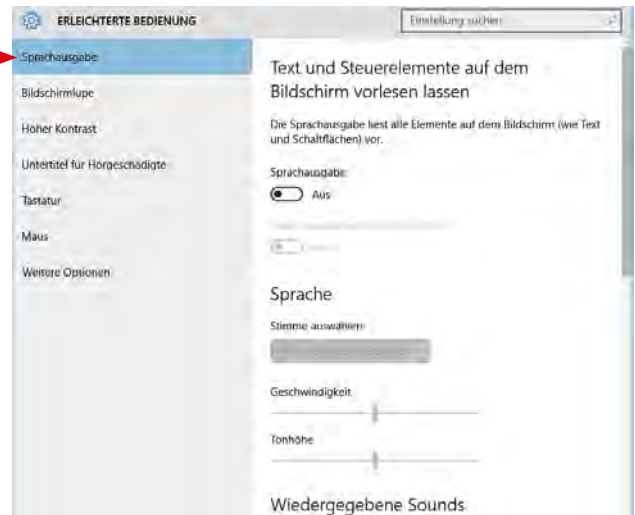 ERLEICHTERTE BEDIENUNG
Einstellung suchen
Sprachausgabe
Bildschirmlupe
Hoher Kontrast
Untertitel für Hörgeschädigte
Tastatur
Maus
Weitere Optionen
Text und Steuerelemente auf dem
Bildschirm vorlesen lassen
Die Sprachausgabe liest alle Elemente auf dem Bildschirm (wie Text
und Schaltflächen) vor.
Sprachausgabe
Aus
Sprache
Stimme auswählen
Geschwindigkeit
Tonhöhe
Wiedergegebene Sounds